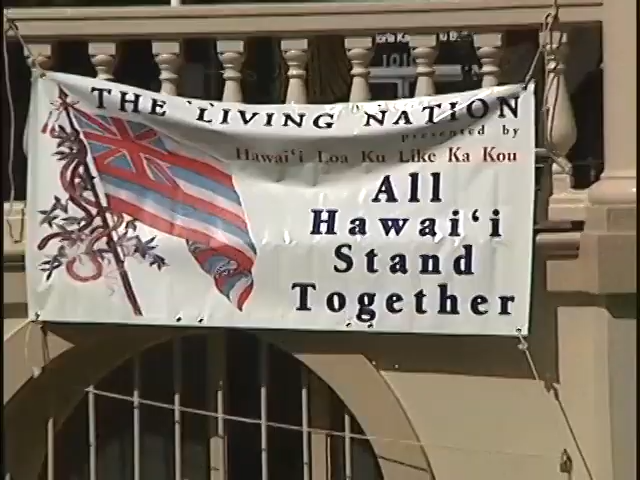 THE LIVING NATION
presented by
Hawai‘i Loa Ku Like Ka Kou
All
Hawai‘i
Stand
Together